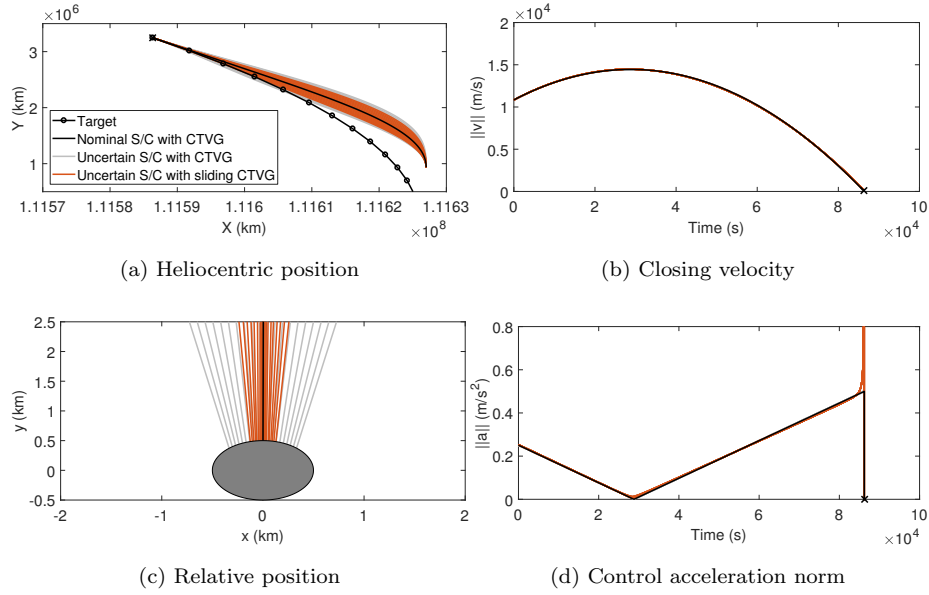 ×10⁶
3
2
1
Y (km)
Target
Nominal S/C with CTVG
Uncertain S/C with CTVG
Uncertain S/C with sliding CTVG
1.1157 1.1158 1.1159 1.116 1.1161 1.1162 1.1163
X (km)
×10⁸
(a) Heliocentric position
×10⁴
2
1.5
1
0.5
0
||v|| (m/s)
0 2 4 6 8 10
Time (s)
×10⁴
(b) Closing velocity
2.5
2
1.5
1
0.5
0
-0.5
y (km)
-2 -1 0 1 2
x (km)
(c) Relative position
0.8
0.6
0.4
0.2
0
||a|| (m/s²)
0 2 4 6 8 10
Time (s)
×10⁴
(d) Control acceleration norm